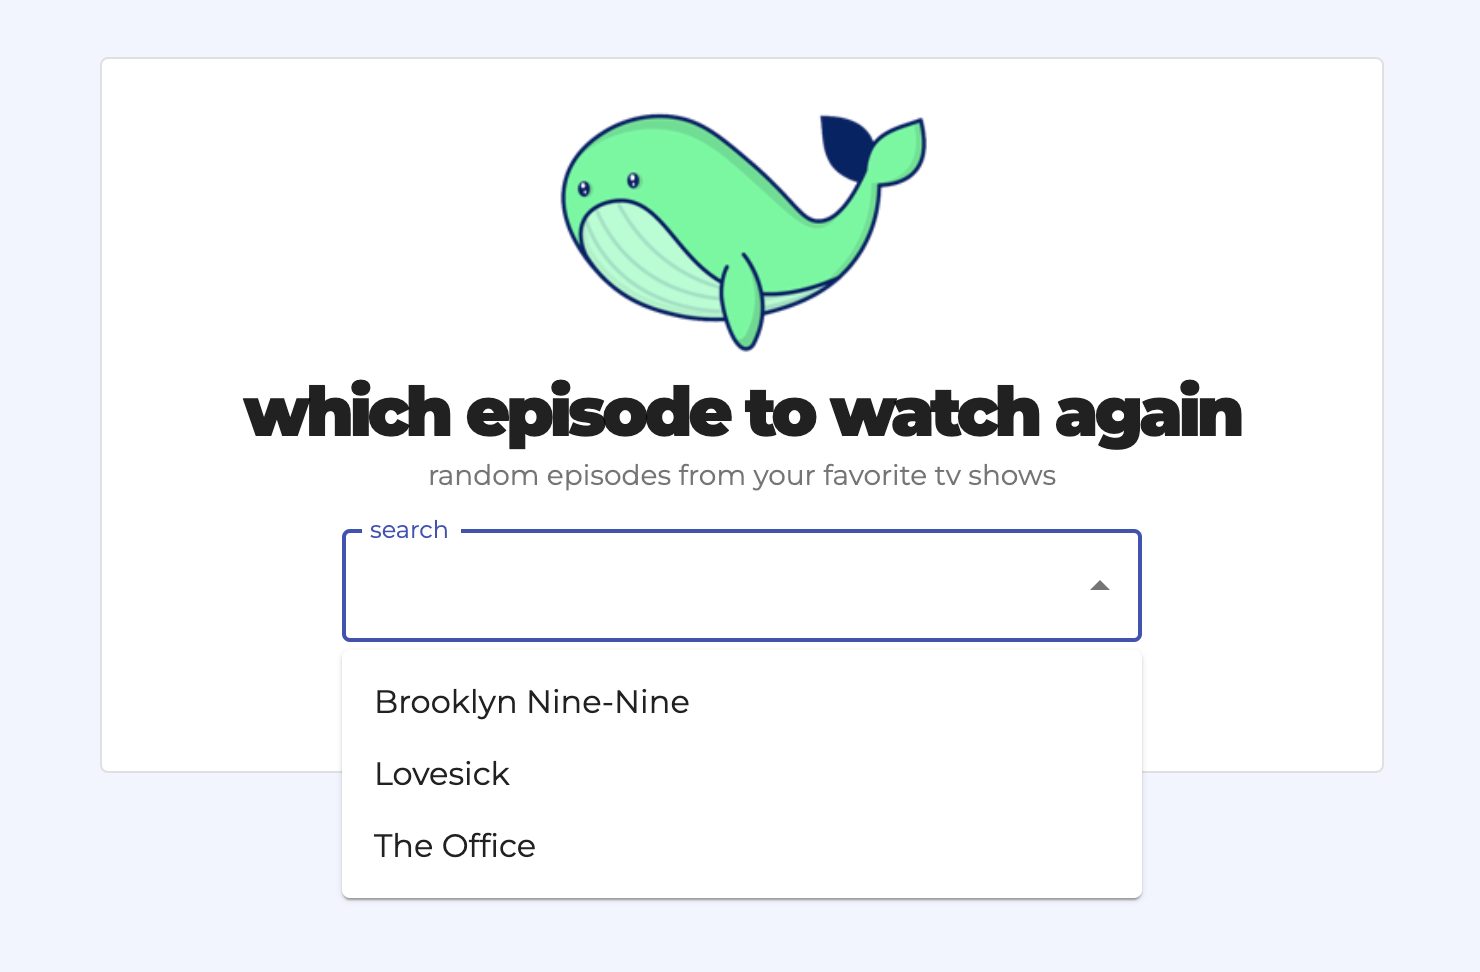 which episode to watch again
random episodes from your favorite tv shows
search
Brooklyn Nine-Nine
Lovesick
The Office